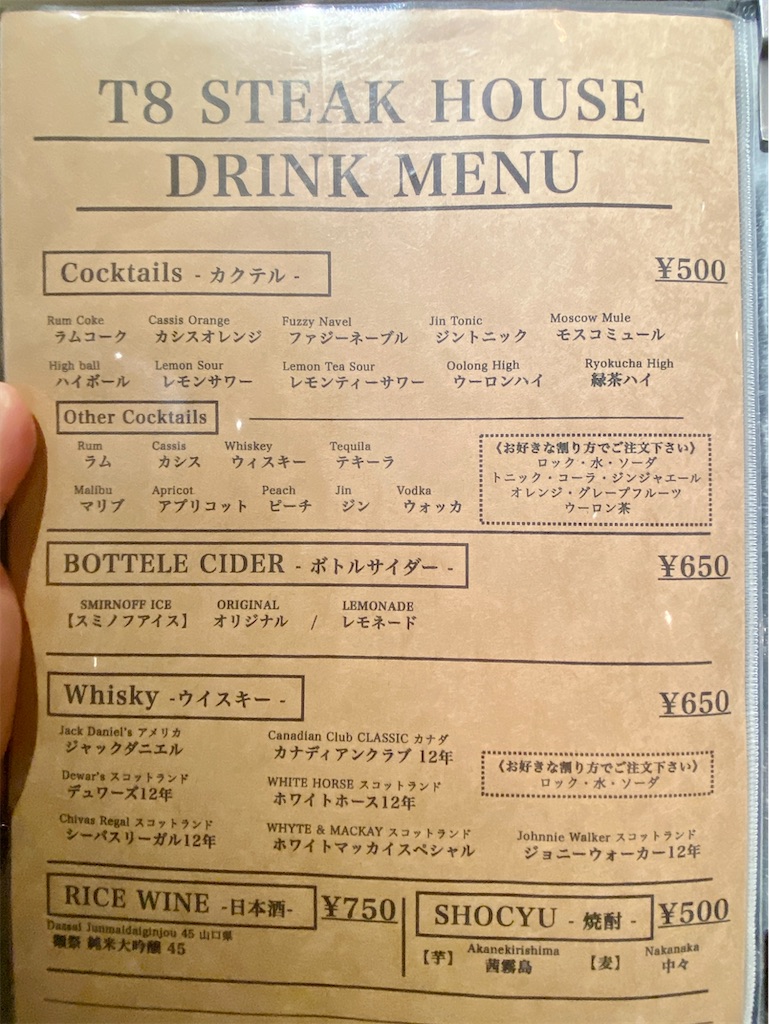 T8 STEAK HOUSE
DRINK MENU
Cocktails - カクテル - ¥500
Rum Coke Cassis Orange Fuzzy Navel Jin Tonic Moscow Mule
ラムコーク カシスオレンジ ファジーネーブル ジントニック モスコミュール
High ball Lemon Sour Lemon Tea Sour Oolong High Ryokucha High
ハイボール レモンサワー レモンティーサワー ウーロンハイ 緑茶ハイ
Other Cocktails
Rum Cassis Whiskey Tequila
ラム カシス ウィスキー テキーラ
Malibu Apricot Peach Jin Vodka
マリブ アプリコット ピーチ ジン ウォッカ
《お好きな割り方でご注文下さい》
ロック・水・ソーダ
トニック・コーラ・ジンジャエール
オレンジ・グレープフルーツ
ウーロン茶
BOTTELE CIDER - ボトルサイダー - ¥650
SMIRNOFF ICE ORIGINAL LEMONADE
【スミノフアイス】 オリジナル / レモネード
Whisky -ウイスキー - ¥650
Jack Daniel's アメリカ Canadian Club CLASSIC カナダ
ジャックダニエル カナディアンクラブ 12年
Dewar's スコットランド WHITE HORSE スコットランド
デュワーズ12年 ホワイトホース12年
《お好きな割り方でご注文下さい》
ロック・水・ソーダ
Chivas Regal スコットランド WHYTE & MACKAY スコットランド Johnnie Walker スコットランド
シーバスリーガル12年 ホワイトマッカイスペシャル ジョニーウォーカー12年
RICE WINE -日本酒- ¥750
Dassai Junmaidaiginjou 45 山口県
獺祭 純米大吟醸 45
SHOCYU - 焼酎 - ¥500
Akanekirishima Nakanaka
【芋】 茜霧島 【麦】 中々